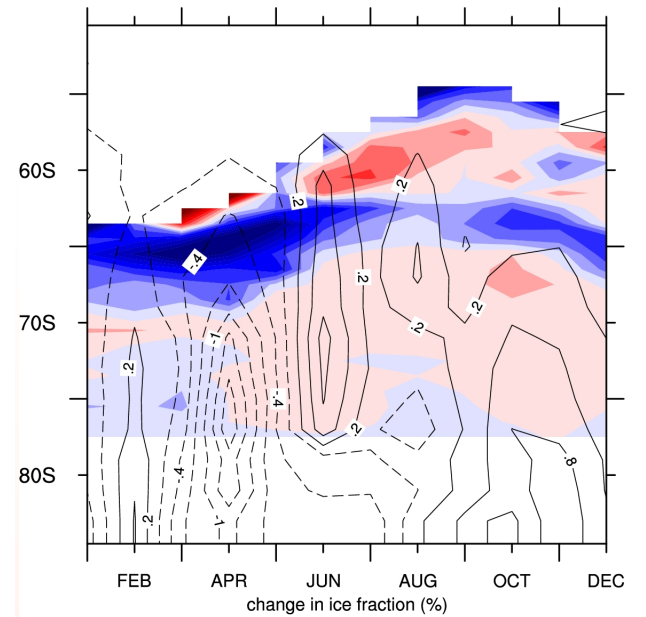 60S
70S
80S
.2
.2
-.4
.2
.2
.2
-1
.2
-.4
.2
-.4
.8
.2
-1
FEB APR JUN AUG OCT DEC
change in ice fraction (%)